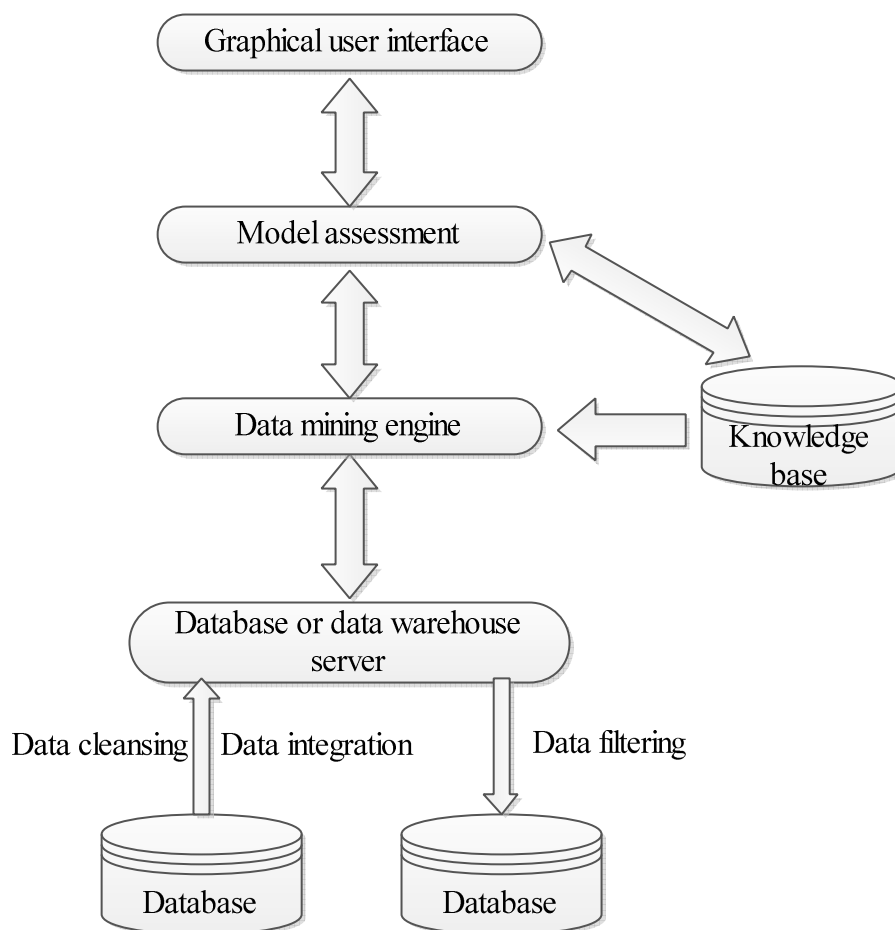 Graphical user interface
Model assessment
Data mining engine
Knowledge
base
Database or data warehouse
server
Data cleansing
Data integration
Data filtering
Database
Database